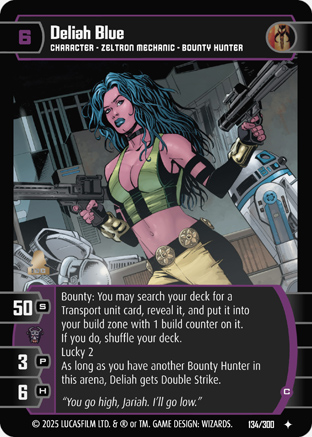 6
Deliah Blue
CHARACTER - ZELTRON MECHANIC - BOUNTY HUNTER
50 S
3 P
6 H
Bounty: You may search your deck for a
Transport unit card, reveal it, and put it into
your build zone with 1 build counter on it.
If you do, shuffle your deck.
Lucky 2
As long as you have another Bounty Hunter in
this arena, Deliah gets Double Strike.
"You go high, Jariah. I'll go low."
C
© 2025 LUCASFILM LTD. & ® or TM. GAME DESIGN: WIZARDS.
134/300